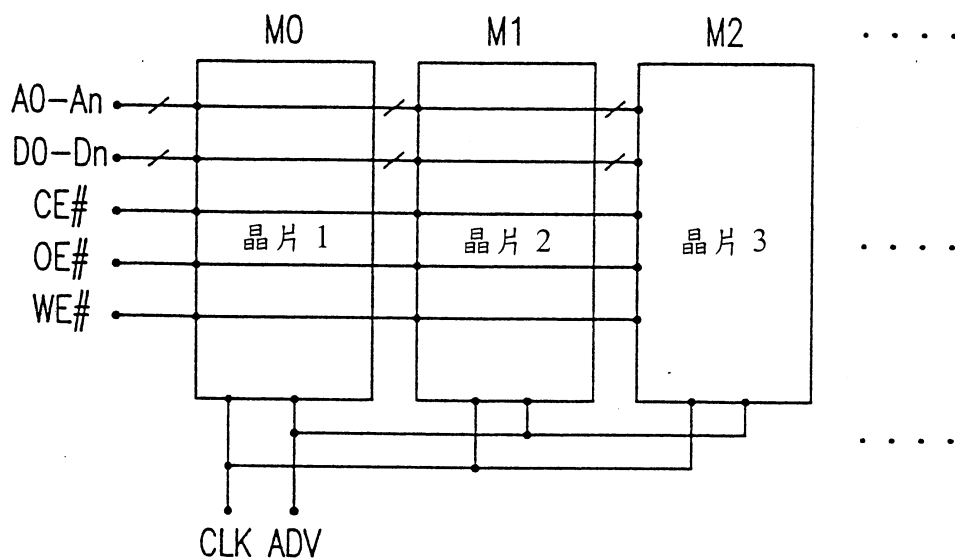 M0 M1 M2 . . . .
A0-An
D0-Dn
CE#
晶片 1 晶片 2 晶片 3 . . . .
OE#
WE#
. . . .
CLK ADV